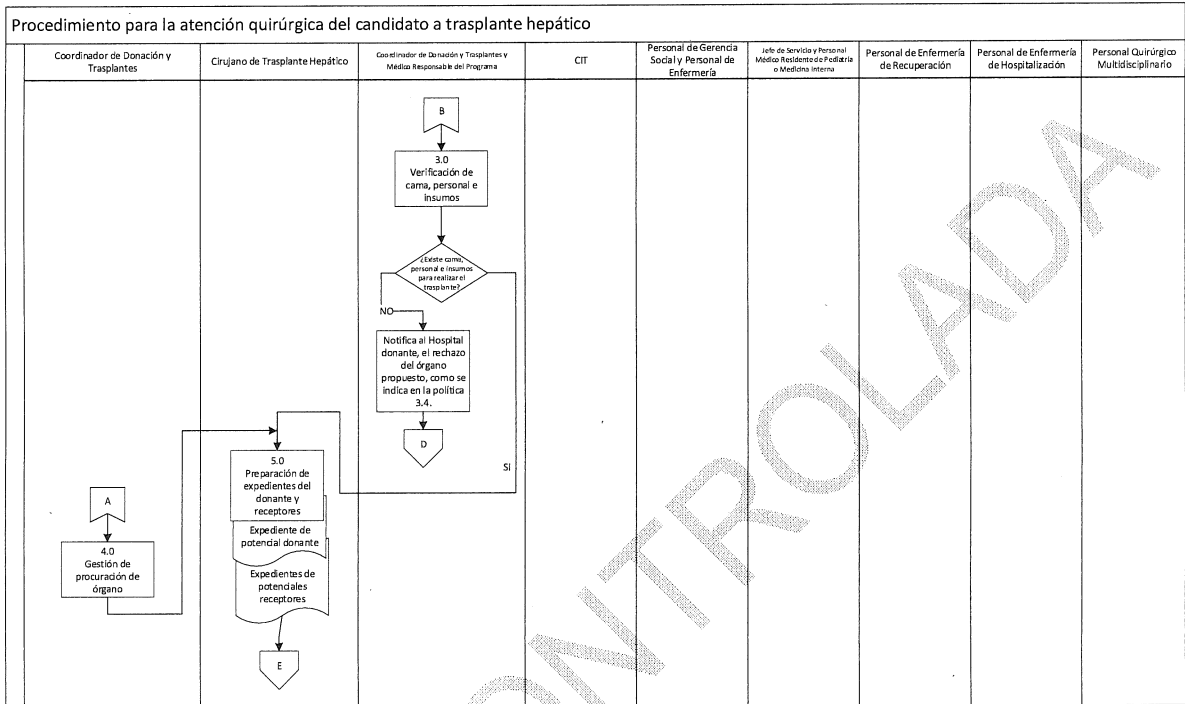 Procedimiento para la atención quirúrgica del candidato a trasplante hepático
Coordinador de Donación y
Trasplantes
Cirujano de Trasplante Hepático
Coordinador de Donación y Trasplantes y
Médico Responsable del Programa
CIT
Personal de Gerencia
Social y Personal de
Enfermería
Jefe de Servicio y Personal
Médico Residente de Pediatría
o Medicina Interna
Personal de Enfermería
de Recuperación
Personal de Enfermería
de Hospitalización
Personal Quirúrgico
Multidisciplinario
B
3.0
Verificación de
cama, personal e
insumos
¿Existe cama,
personal e insumos
para realizar el
trasplante?
NO
Notifica al Hospital
donante, el rechazo
del órgano
propuesto, como se
indica en la política
3.4.
D
SI
5.0
Preparación de
expedientes del
donante y
receptores
Expediente de
potencial donante
Expedientes de
potenciales
receptores
E
A
4.0
Gestión de
procuración de
órgano
ONTROLADA